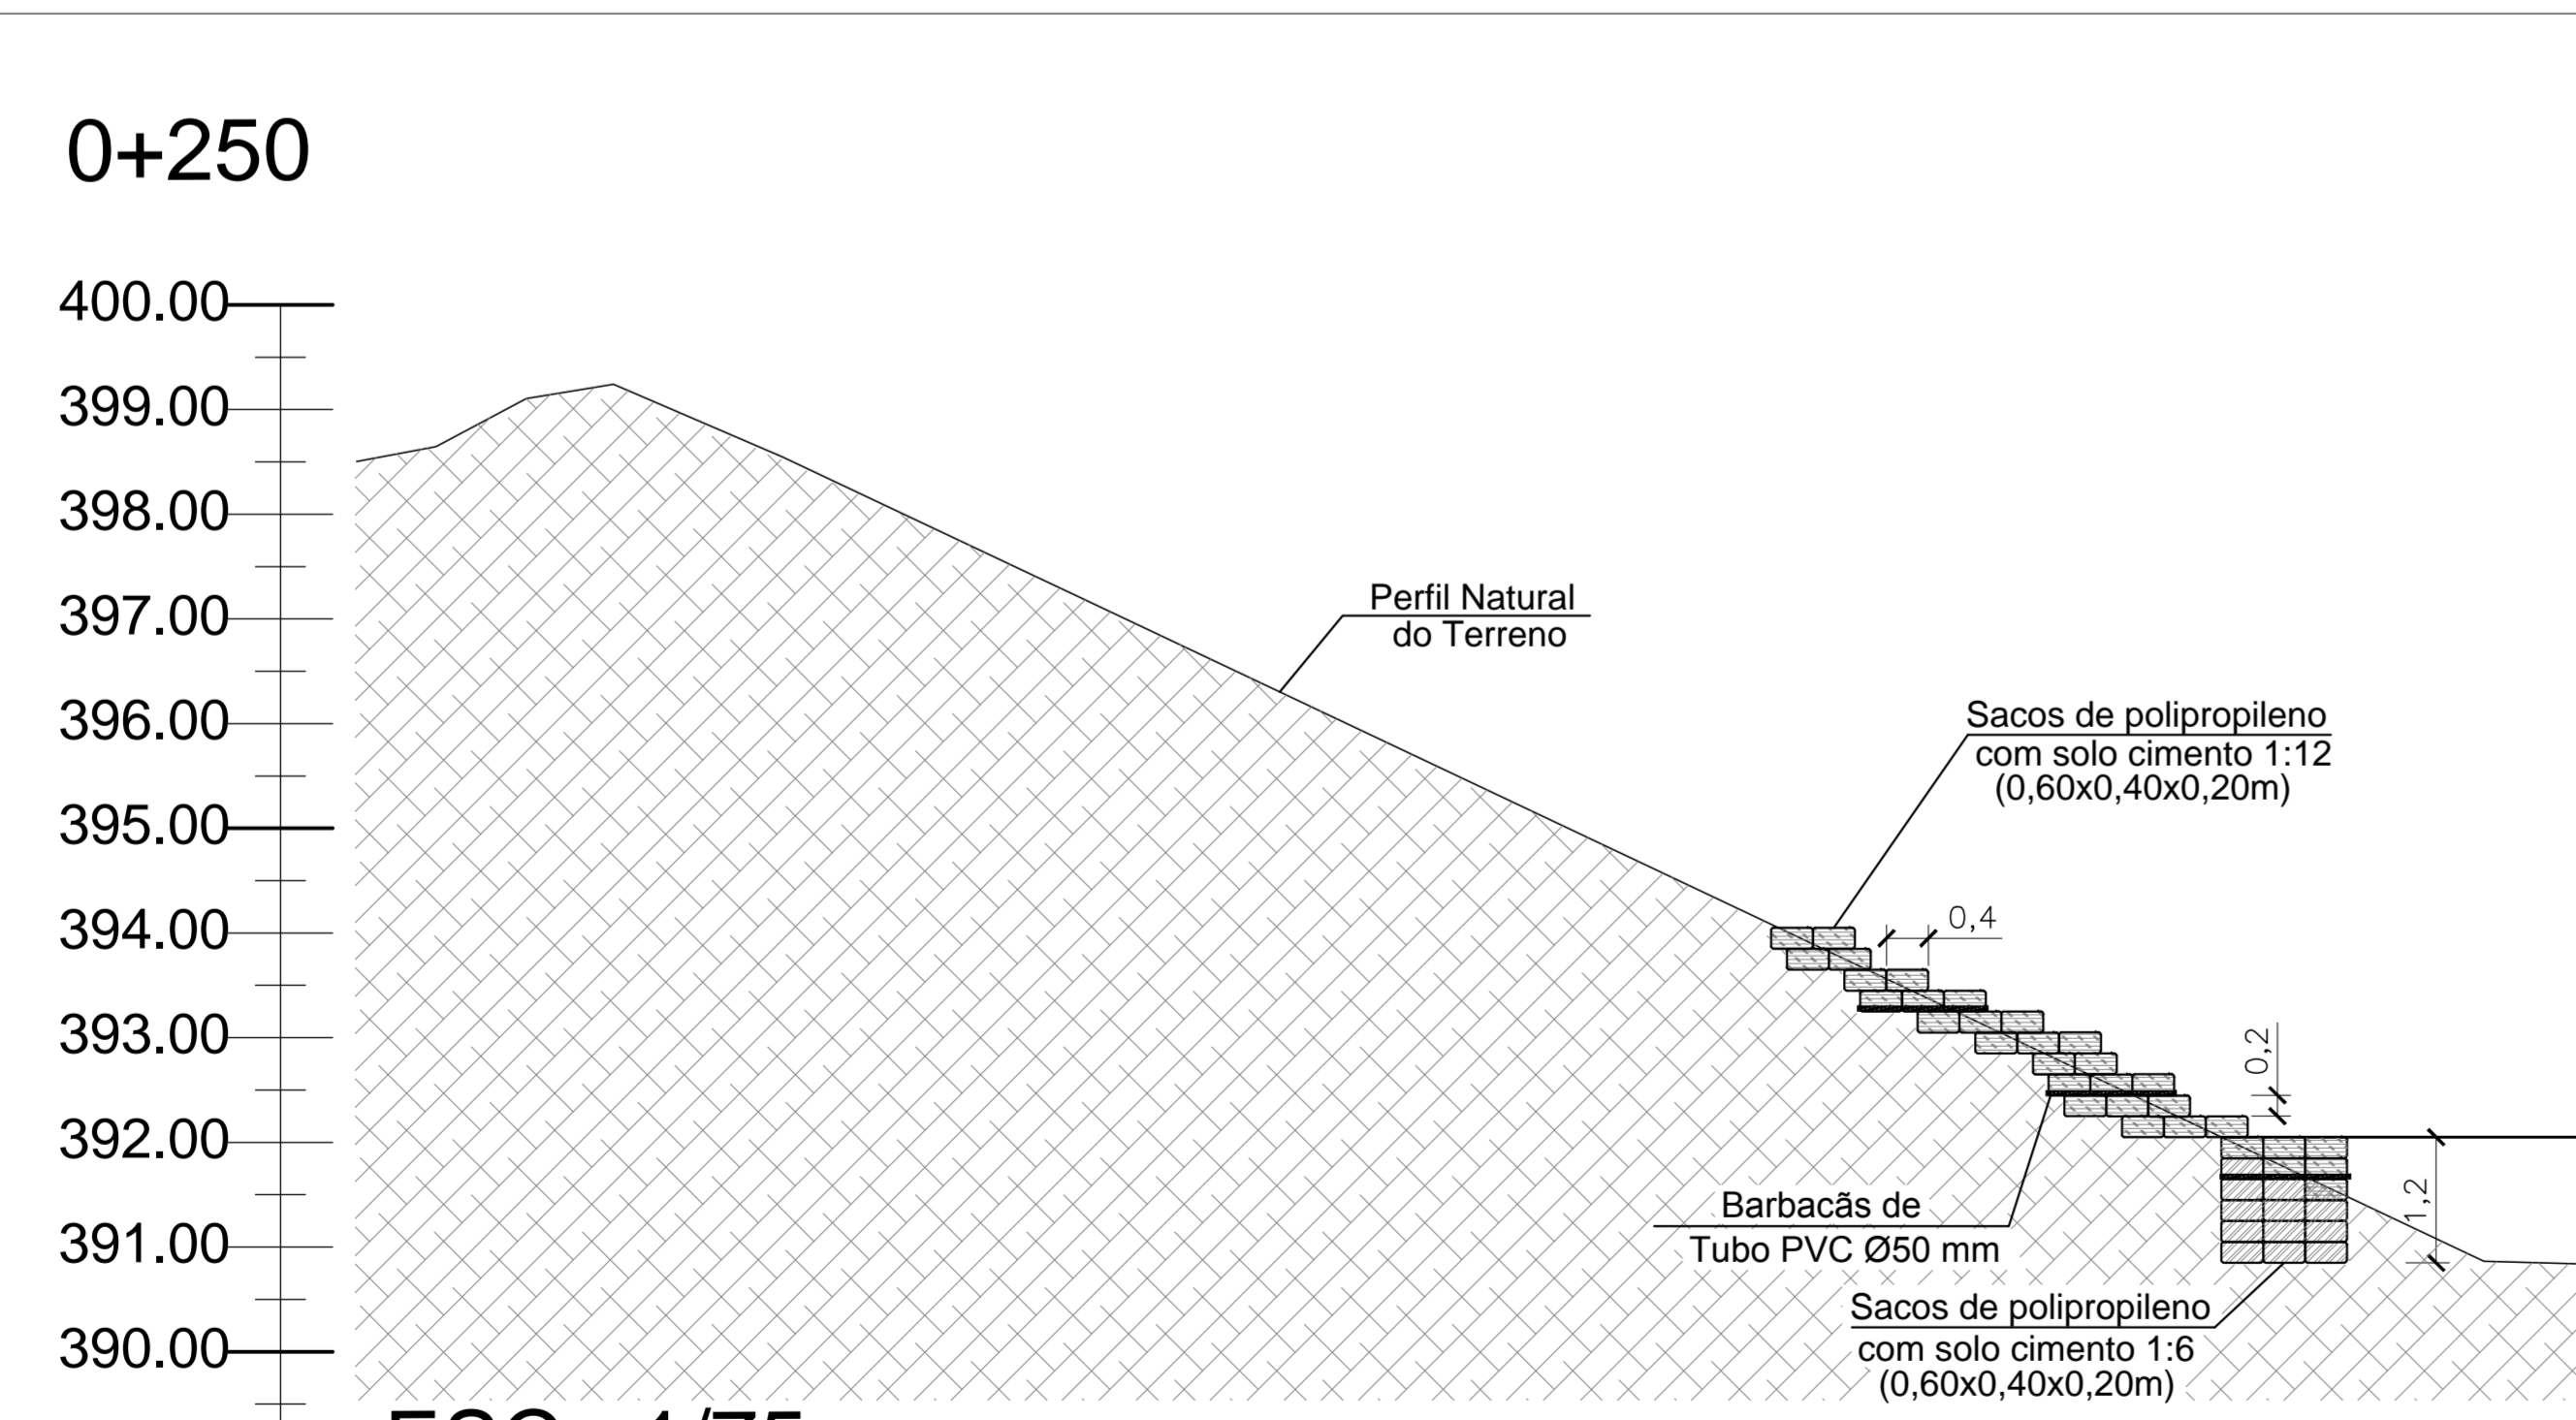 0+250
400.00
399.00
398.00
397.00
396.00
395.00
394.00
393.00
392.00
391.00
390.00
Perfil Natural
do Terreno
Sacos de polipropileno
com solo cimento 1:12
(0,60x0,40x0,20m)
0,4
0,2
1,2
Barbacãs de
Tubo PVC Ø50 mm
Sacos de polipropileno
com solo cimento 1:6
(0,60x0,40x0,20m)